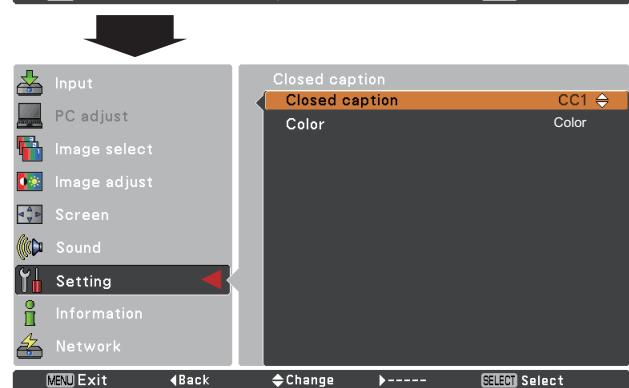 Input
PC adjust
Image select
Image adjust
Screen
Sound
Setting
Information
Network
Closed caption
Closed caption CC1
Color Color
MENU Exit Back Change ----- SELECT Select